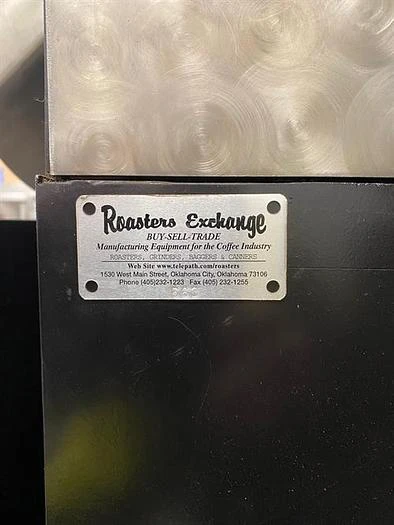 Roasters Exchange
BUY-SELL-TRADE
Manufacturing Equipment for the Coffee Industry
ROASTERS, GRINDERS, BAGGERS & CANNERS
Web Site www.telepath.com/roasters
1530 West Main Street, Oklahoma City, Oklahoma 73106
Phone (405)232-1223 Fax (405) 232-1255